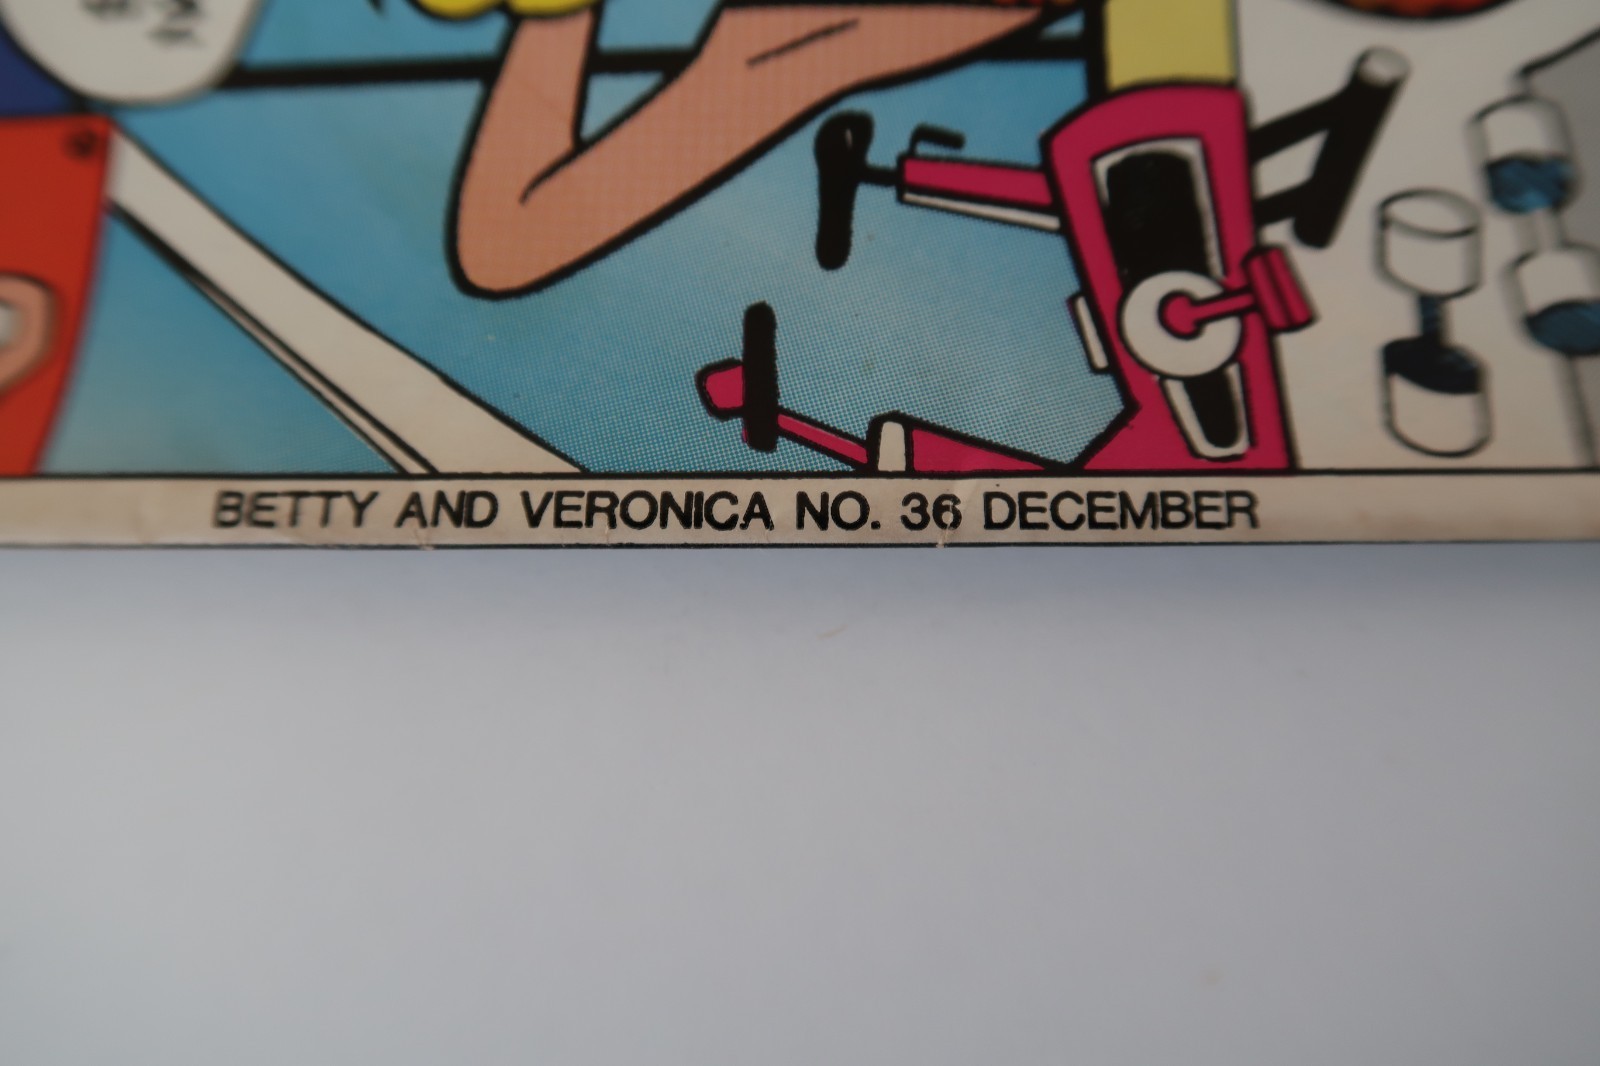 BETTY AND VERONICA NO. 36 DECEMBER